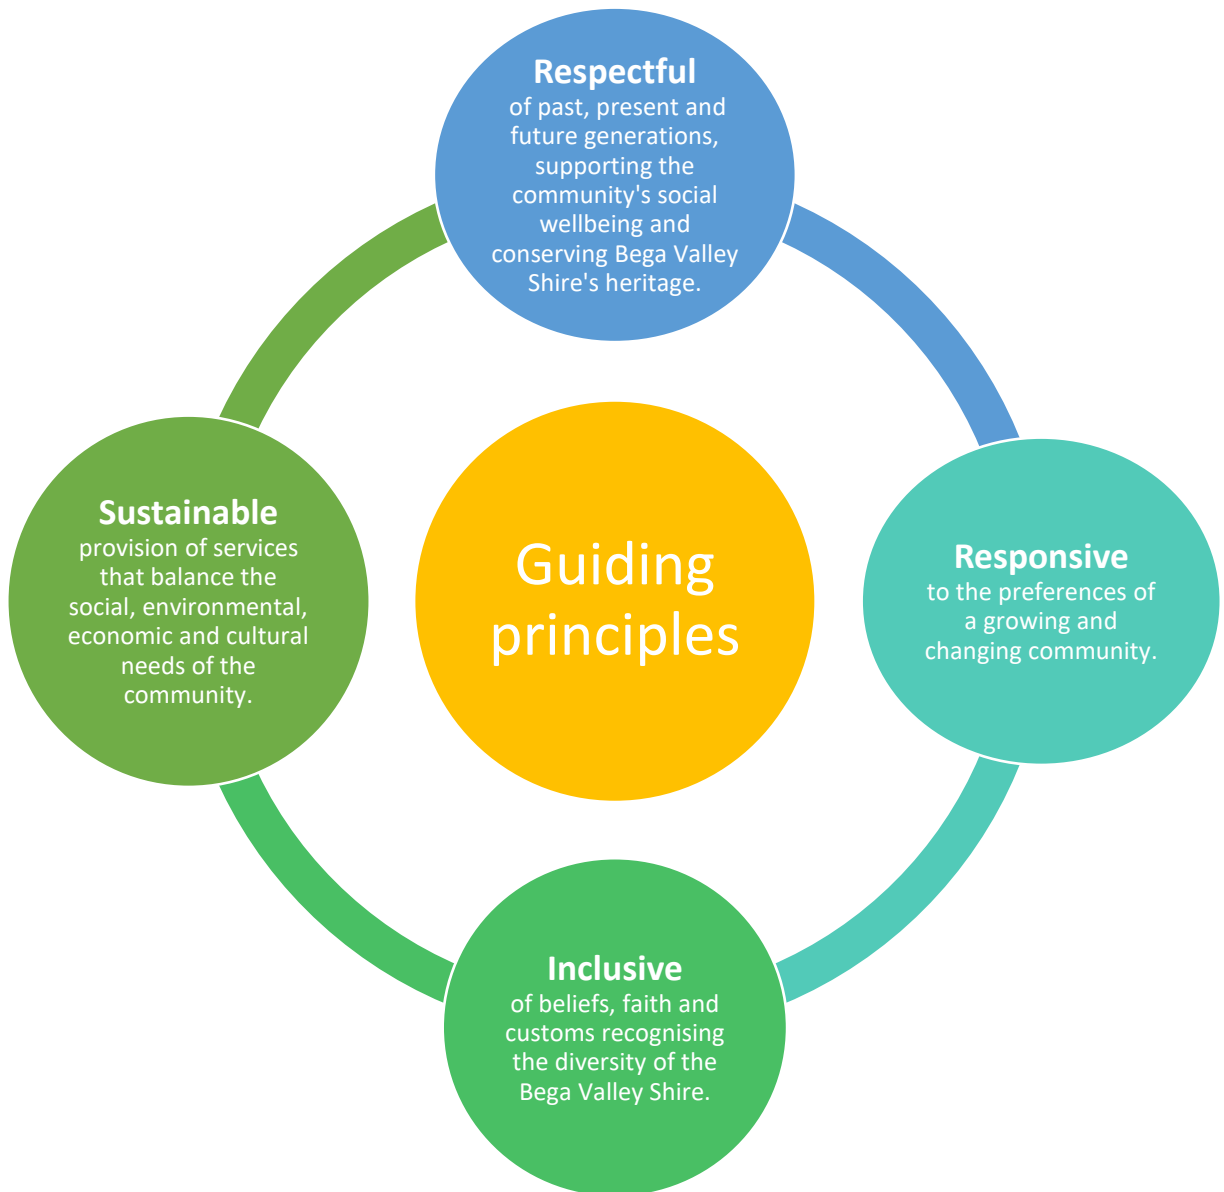 Respectful
of past, present and
future generations,
supporting the
community's social
wellbeing and
conserving Bega Valley
Shire's heritage.
Sustainable
provision of services
that balance the
social, environmental,
economic and cultural
needs of the
community.
Guiding
principles
Responsive
to the preferences of
a growing and
changing community.
Inclusive
of beliefs, faith and
customs recognising
the diversity of the
Bega Valley Shire.